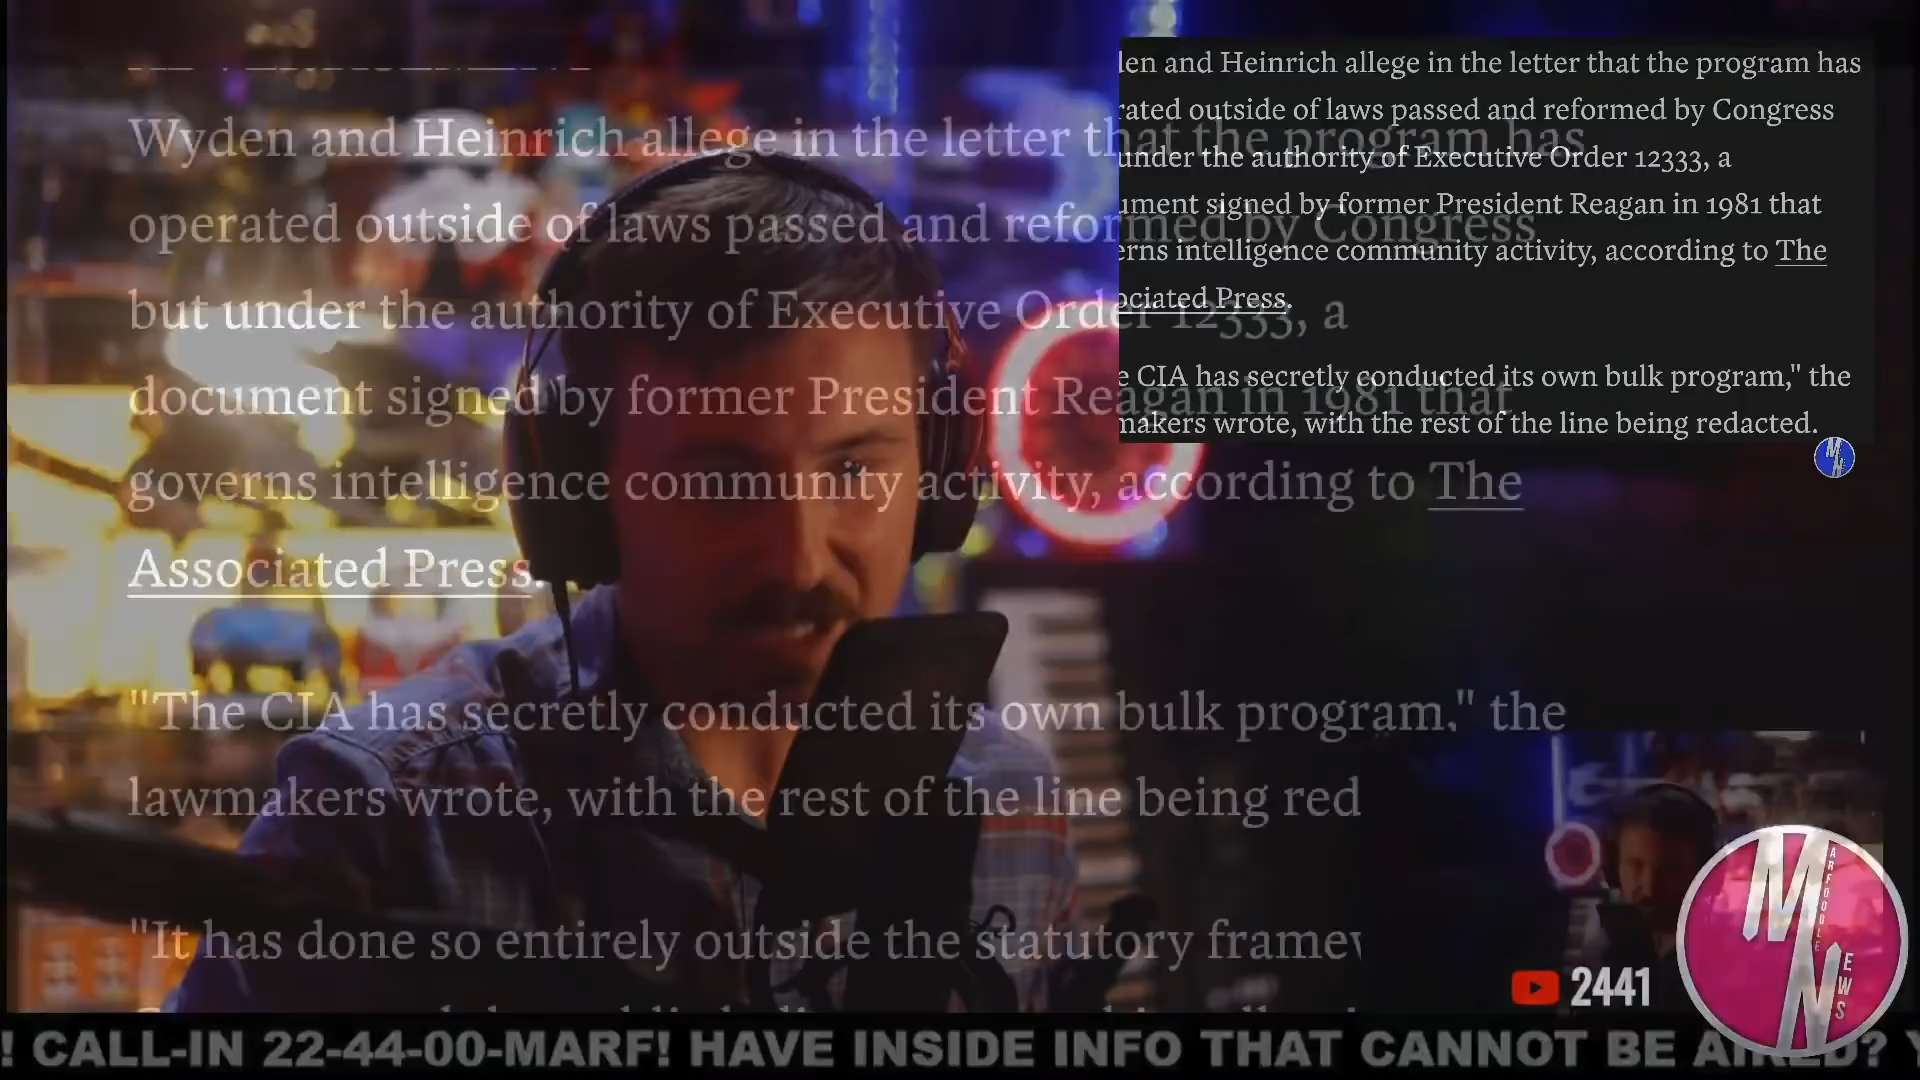 Wyden and Heinrich allege in the letter that the program has
operated outside of laws passed and reformed by Congress
but under the authority of Executive Order 12333, a
document signed by former President Reagan in 1981 that
governs intelligence community activity, according to The
Associated Press.
"The CIA has secretly conducted its own bulk program," the
lawmakers wrote, with the rest of the line being red
"It has done so entirely outside the statutory framew
len and Heinrich allege in the letter that the program has
rated outside of laws passed and reformed by Congress
under the authority of Executive Order 12333, a
ument signed by former President Reagan in 1981 that
erns intelligence community activity, according to The
ociated Press.
e CIA has secretly conducted its own bulk program," the
makers wrote, with the rest of the line being redacted.
MN
2441
MARFOOGLE
NEWS
! CALL-IN 22-44-00-MARF! HAVE INSIDE INFO THAT CANNOT BE AIRED? Y